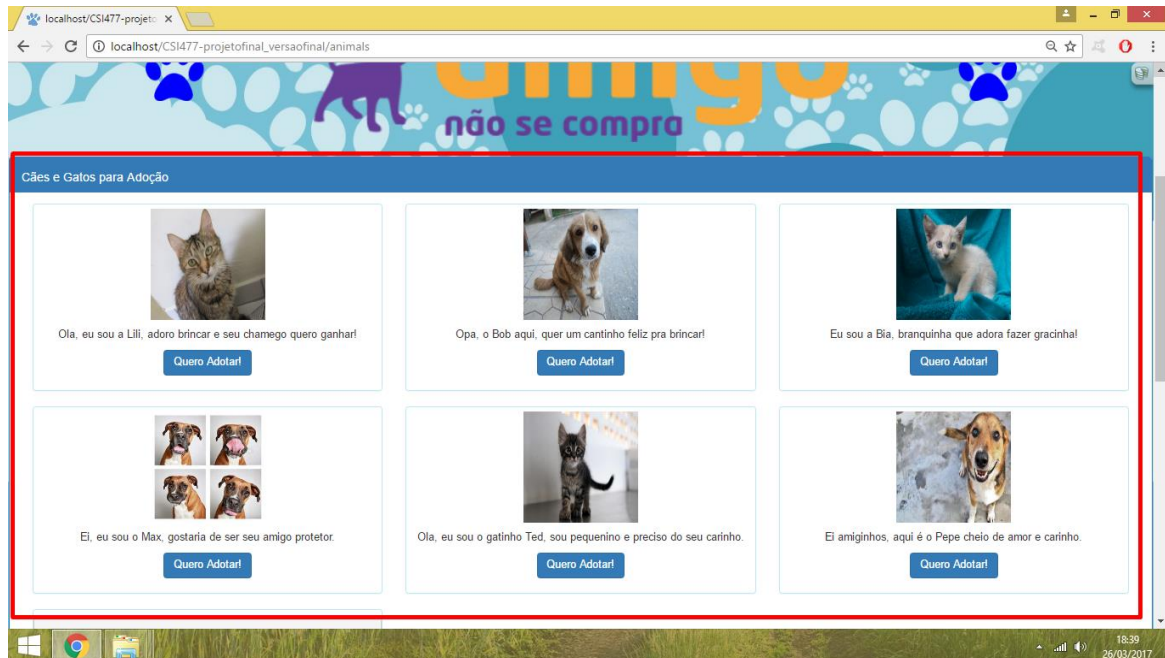 localhost/CSI477-projeto
localhost/CSI477-projetofinal_versaofinal/animals
amigo
não se compra
Cães e Gatos para Adoção
Ola, eu sou a Lili, adoro brincar e seu chamego quero ganhar!
Opa, o Bob aqui, quer um cantinho feliz pra brincar!
Eu sou a Bia, branquinha que adora fazer gracinha!
Quero Adotar!
Quero Adotar!
Quero Adotar!
Ei, eu sou o Max, gostaria de ser seu amigo protetor.
Ola, eu sou o gatinho Ted, sou pequenino e preciso do seu carinho.
Ei amiginhos, aqui é o Pepe cheio de amor e carinho.
Quero Adotar!
Quero Adotar!
Quero Adotar!
18:39
26/03/2017